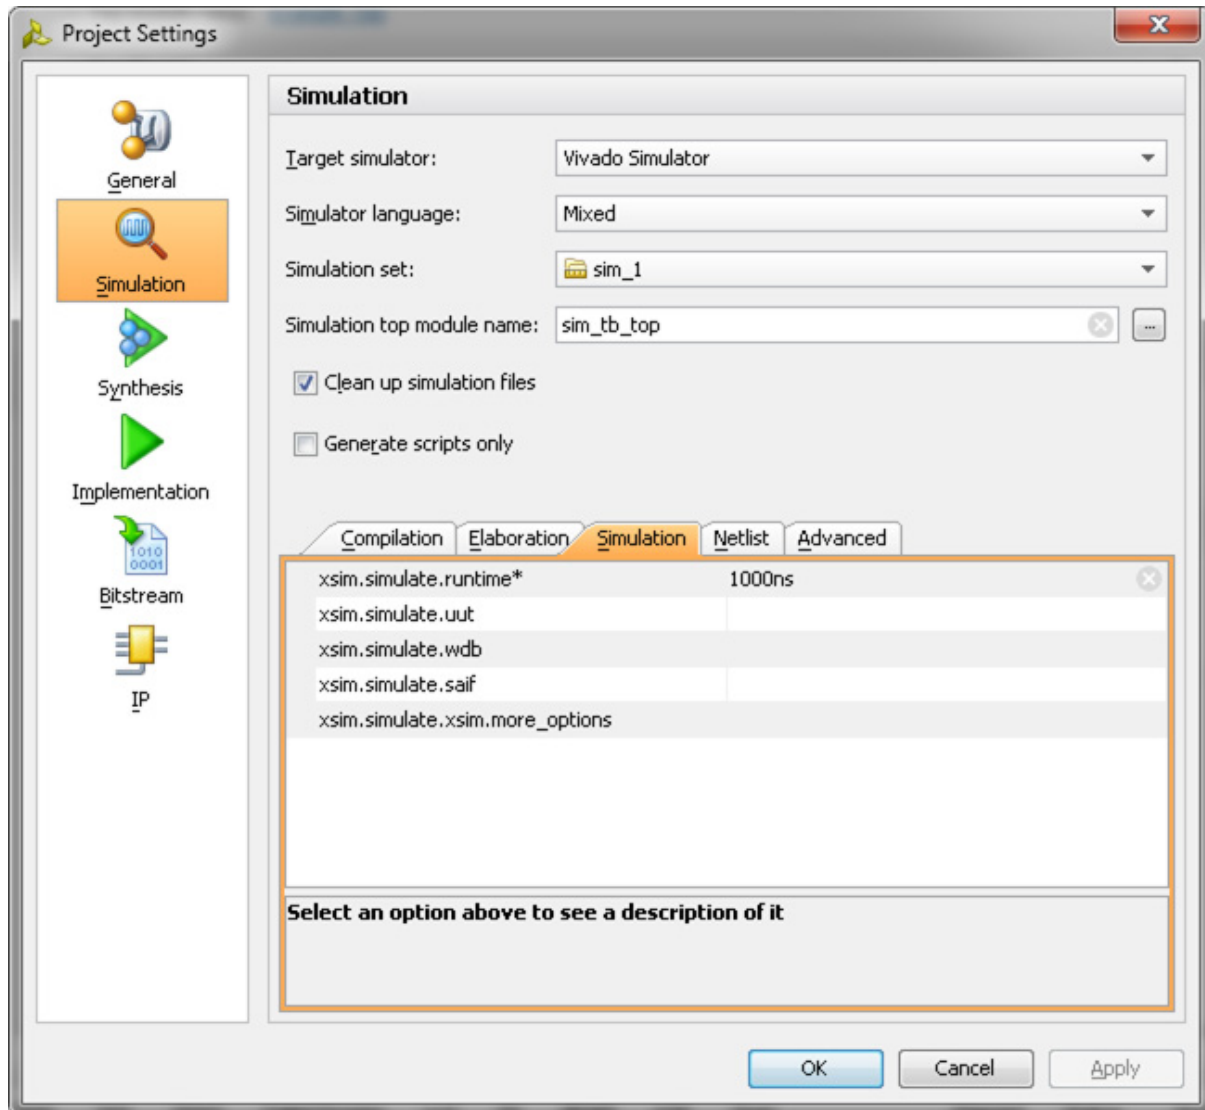 Project Settings
General
Simulation
Synthesis
Implementation
1010
0001
Bitstream
IP
Simulation
Target simulator: Vivado Simulator
Simulator language: Mixed
Simulation set: sim_1
Simulation top module name: sim_tb_top ...
Clean up simulation files
Generate scripts only
Compilation Elaboration Simulation Netlist Advanced
xsim.simulate.runtime* 1000ns
xsim.simulate.uut
xsim.simulate.wdb
xsim.simulate.saif
xsim.simulate.xsim.more_options
Select an option above to see a description of it
OK Cancel Apply